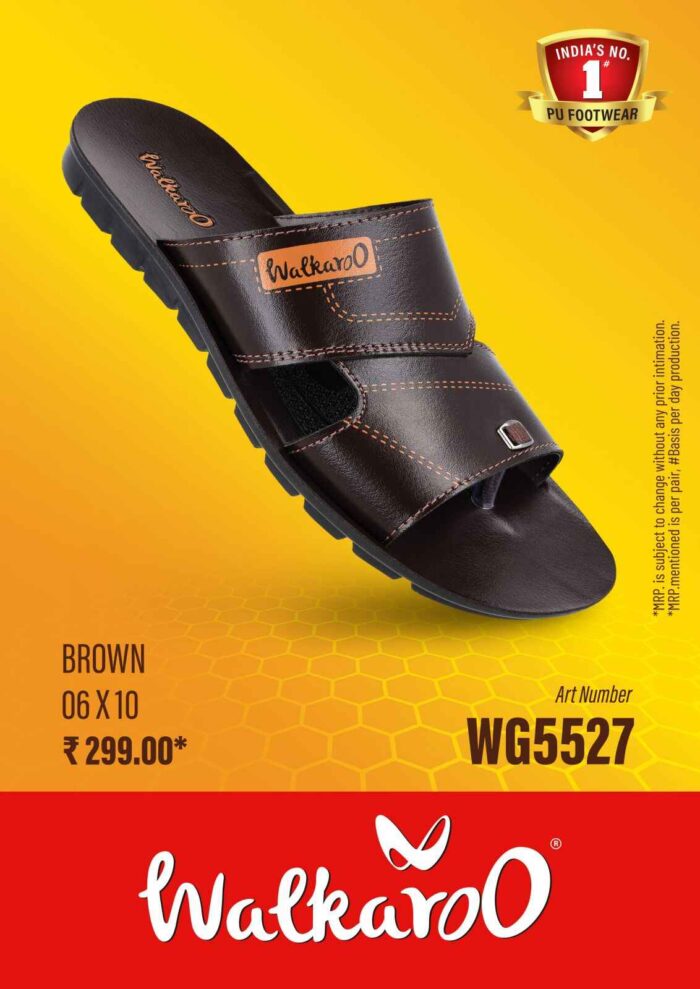 INDIA'S NO.
1#
PU FOOTWEAR
WalkaroO
WalkaroO
*MRP. is subject to change without any prior intimation.
*MRP.mentioned is per pair, #Basis per day production.
BROWN
06 X 10
₹ 299.00*
Art Number
WG5527
WalkaroO®